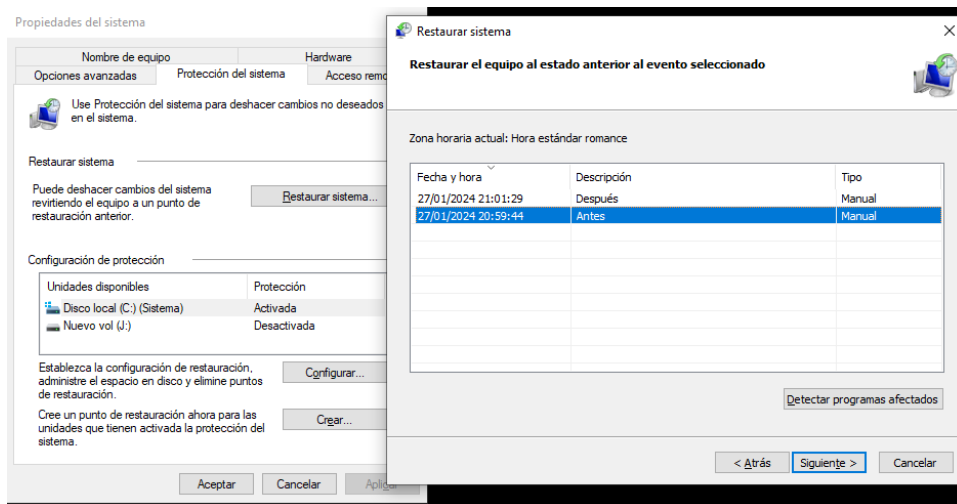 Propiedades del sistema
Nombre de equipo
Hardware
Opciones avanzadas
Protección del sistema
Acceso remo
Use Protección del sistema para deshacer cambios no deseados
en el sistema.
Restaurar sistema
Puede deshacer cambios del sistema
revirtiendo el equipo a un punto de
restauración anterior.
Restaurar sistema...
Configuración de protección
Unidades disponibles Protección
Disco local (C:) (Sistema) Activada
Nuevo vol (J:) Desactivada
Establezca la configuración de restauración,
administre el espacio en disco y elimine puntos
de restauración.
Configurar...
Cree un punto de restauración ahora para las
unidades que tienen activada la protección del
sistema.
Crear...
Aceptar
Cancelar
Aplicar
Restaurar sistema
Restaurar el equipo al estado anterior al evento seleccionado
Zona horaria actual: Hora estándar romance
Fecha y hora Descripción Tipo
27/01/2024 21:01:29 Después Manual
27/01/2024 20:59:44 Antes Manual
Detectar programas afectados
< Atrás
Siguiente >
Cancelar